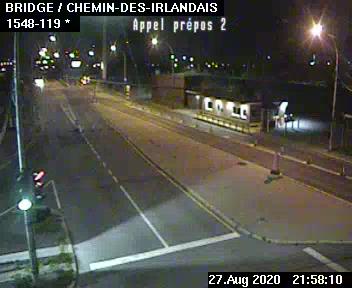 BRIDGE / CHEMIN-DES-IRLANDAIS
1548-119 *
Appel prépos 2
27.Aug 2020 21:58:10